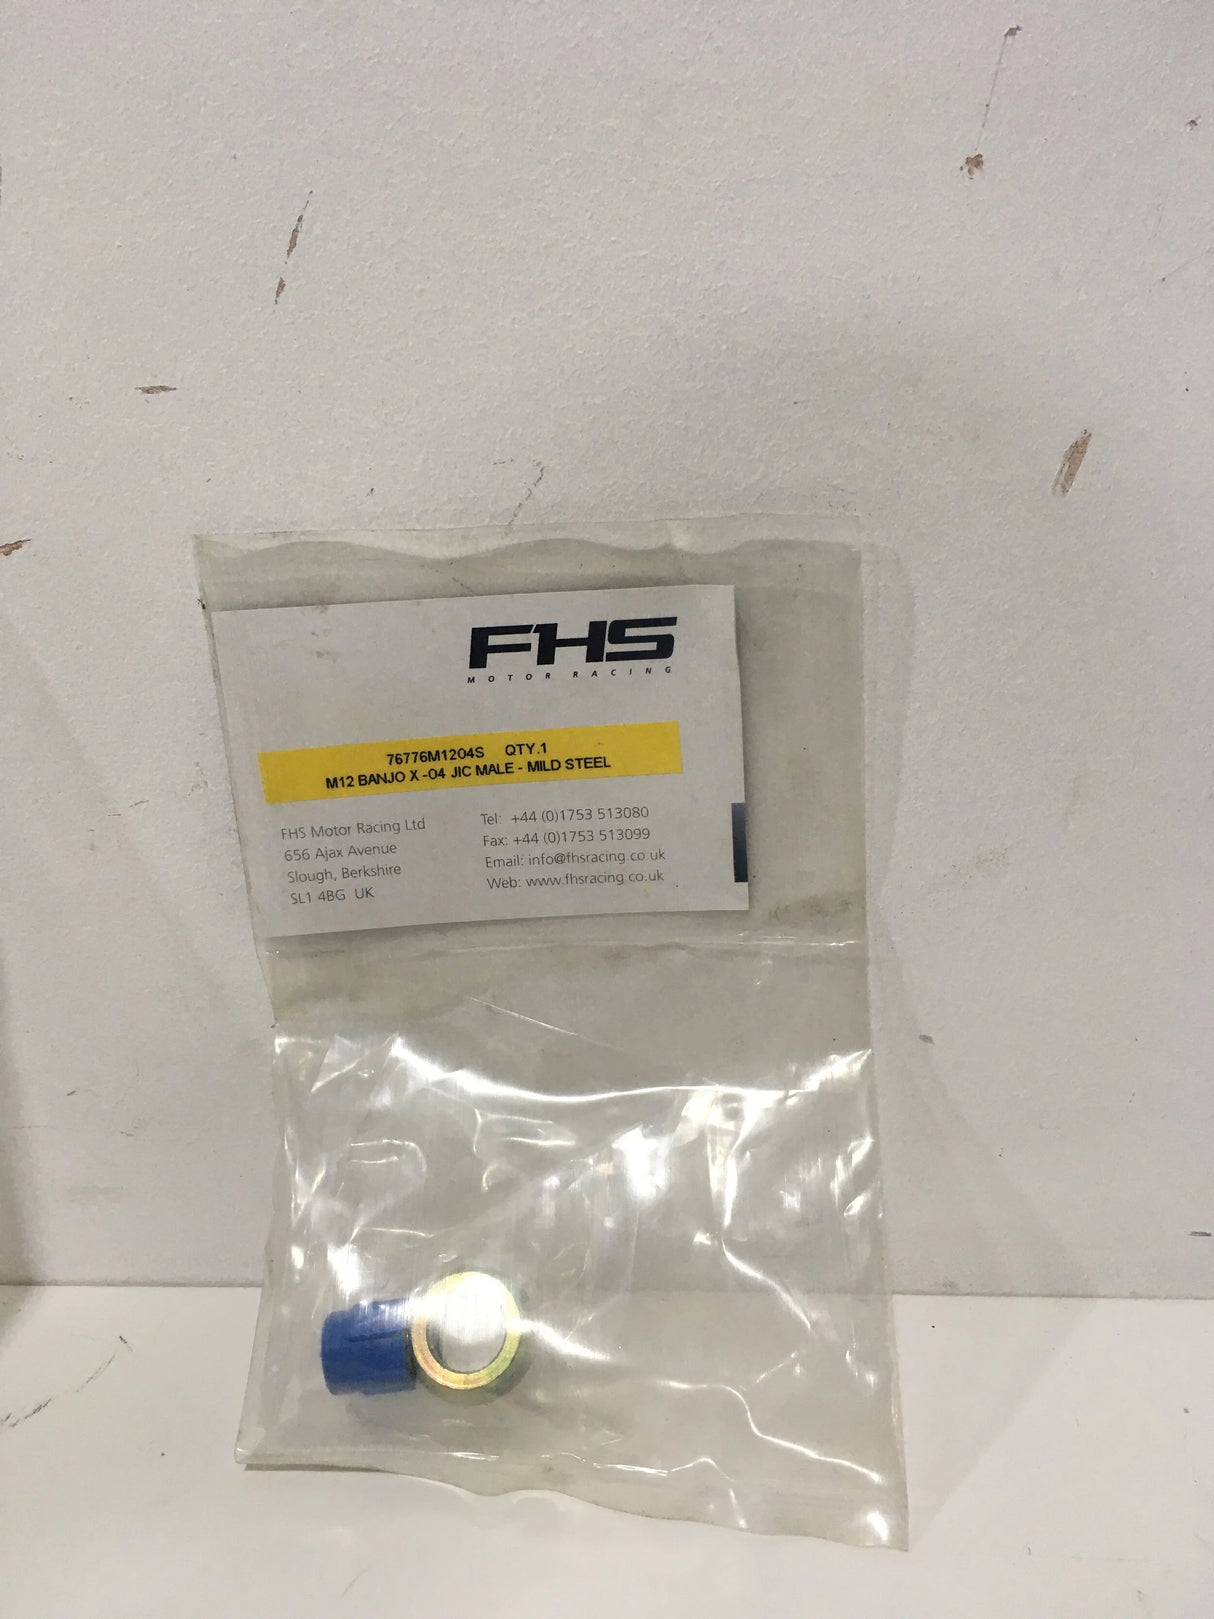 FHS
MOTOR RACING
76776M1204S QTY.1
M12 BANJO X -04 JIC MALE - MILD STEEL
FHS Motor Racing Ltd
656 Ajax Avenue
Slough, Berkshire
SL1 4BG UK
Tel: +44 (0)1753 513080
Fax: +44 (0)1753 513099
Email: info@fhsracing.co.uk
Web: www.fhsracing.co.uk